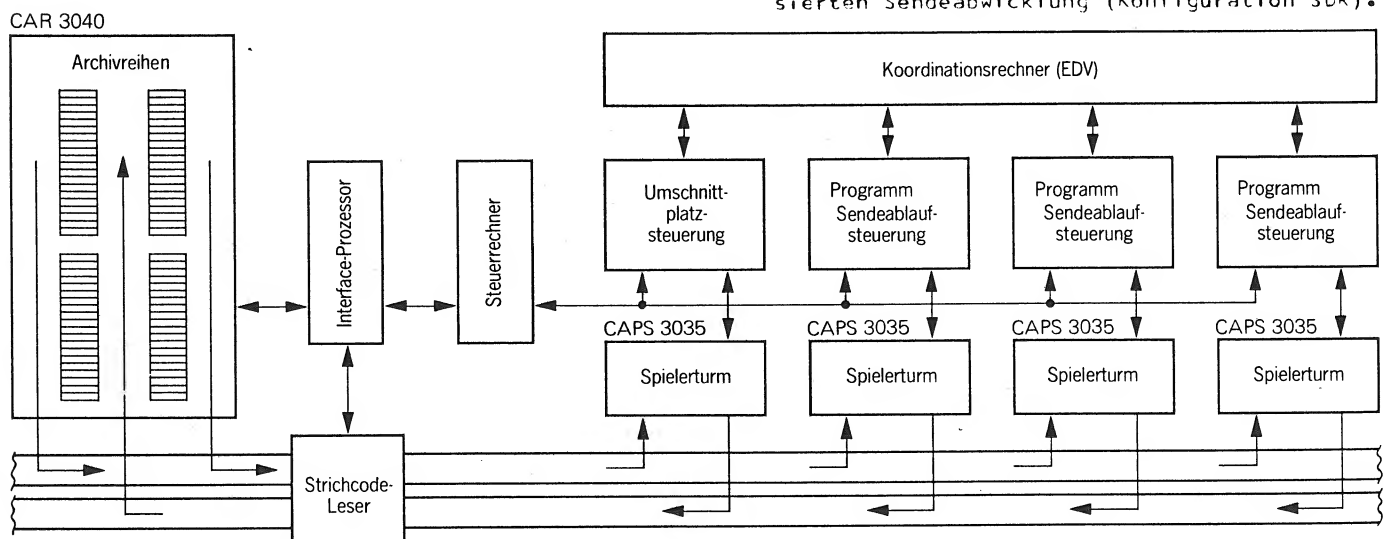 sierten Sendeabwicklung (Konfiguration SDR).
CAR 3040
Archivreihen
Koordinationsrechner (EDV)
Interface-Prozessor
Steuerrechner
Umschnitt-
platz-
steuerung
Programm
Sendeablauf-
steuerung
Programm
Sendeablauf-
steuerung
Programm
Sendeablauf-
steuerung
CAPS 3035
CAPS 3035
CAPS 3035
CAPS 3035
Spielerturm
Spielerturm
Spielerturm
Spielerturm
Strichcode-
Leser